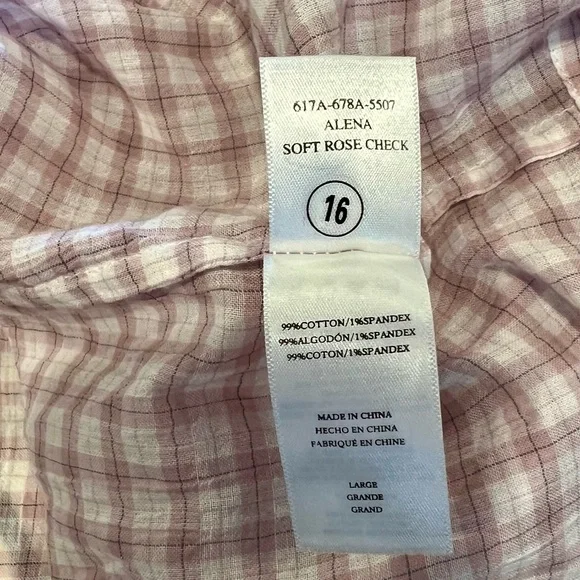 617A-678A-5507
ALENA
SOFT ROSE CHECK
16
99%COTTON/1%SPANDEX
99%ALGODÓN/1%SPANDEX
99%COTON/1%SPANDEX
MADE IN CHINA
HECHO EN CHINA
FABRIQUÉ EN CHINE
LARGE
GRANDE
GRAND